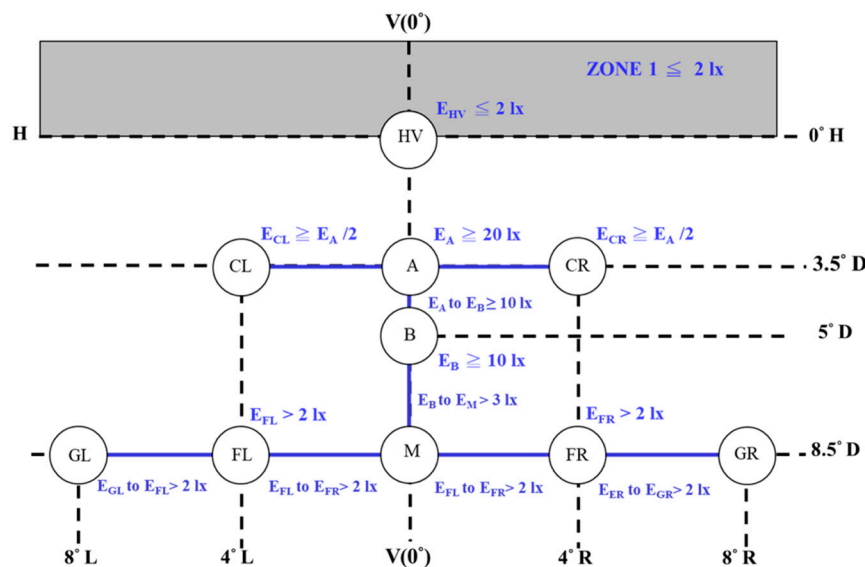 V(0°)
ZONE 1 ≦ 2 lx
E_HV ≦ 2 lx
H
HV
0° H
E_CL ≧ E_A /2
E_A ≧ 20 lx
E_CR ≧ E_A /2
CL
A
CR
3.5° D
E_A to E_B ≥ 10 lx
B
5° D
E_B ≧ 10 lx
E_B to E_M > 3 lx
E_FL > 2 lx
E_FR > 2 lx
GL
FL
M
FR
GR
8.5° D
E_GL to E_FL > 2 lx
E_FL to E_FR > 2 lx
E_FL to E_FR > 2 lx
E_ER to E_GR > 2 lx
8° L
4° L
V(0°)
4° R
8° R